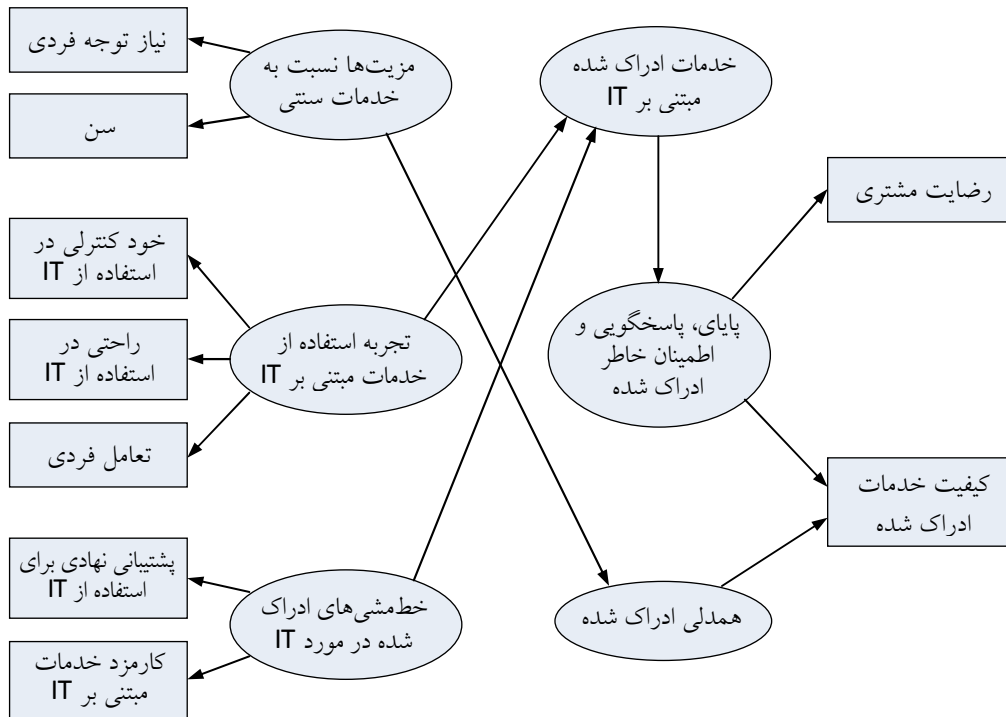 نیاز توجه فردی
سن
مزیت‌ها نسبت به
خدمات سنتی
خدمات ادراک شده
مبتنی بر IT
رضایت مشتری
خود کنترلی در
استفاده از IT
راحتی در
استفاده از IT
تعامل فردی
تجربه استفاده از
خدمات مبتنی بر IT
پایای، پاسخگویی و
اطمینان خاطر
ادراک شده
کیفیت خدمات
ادراک شده
پشتیبانی نهادی برای
استفاده از IT
کارمزد خدمات
مبتنی بر IT
خط‌مشی‌های ادراک
شده در مورد IT
همدلی ادراک شده